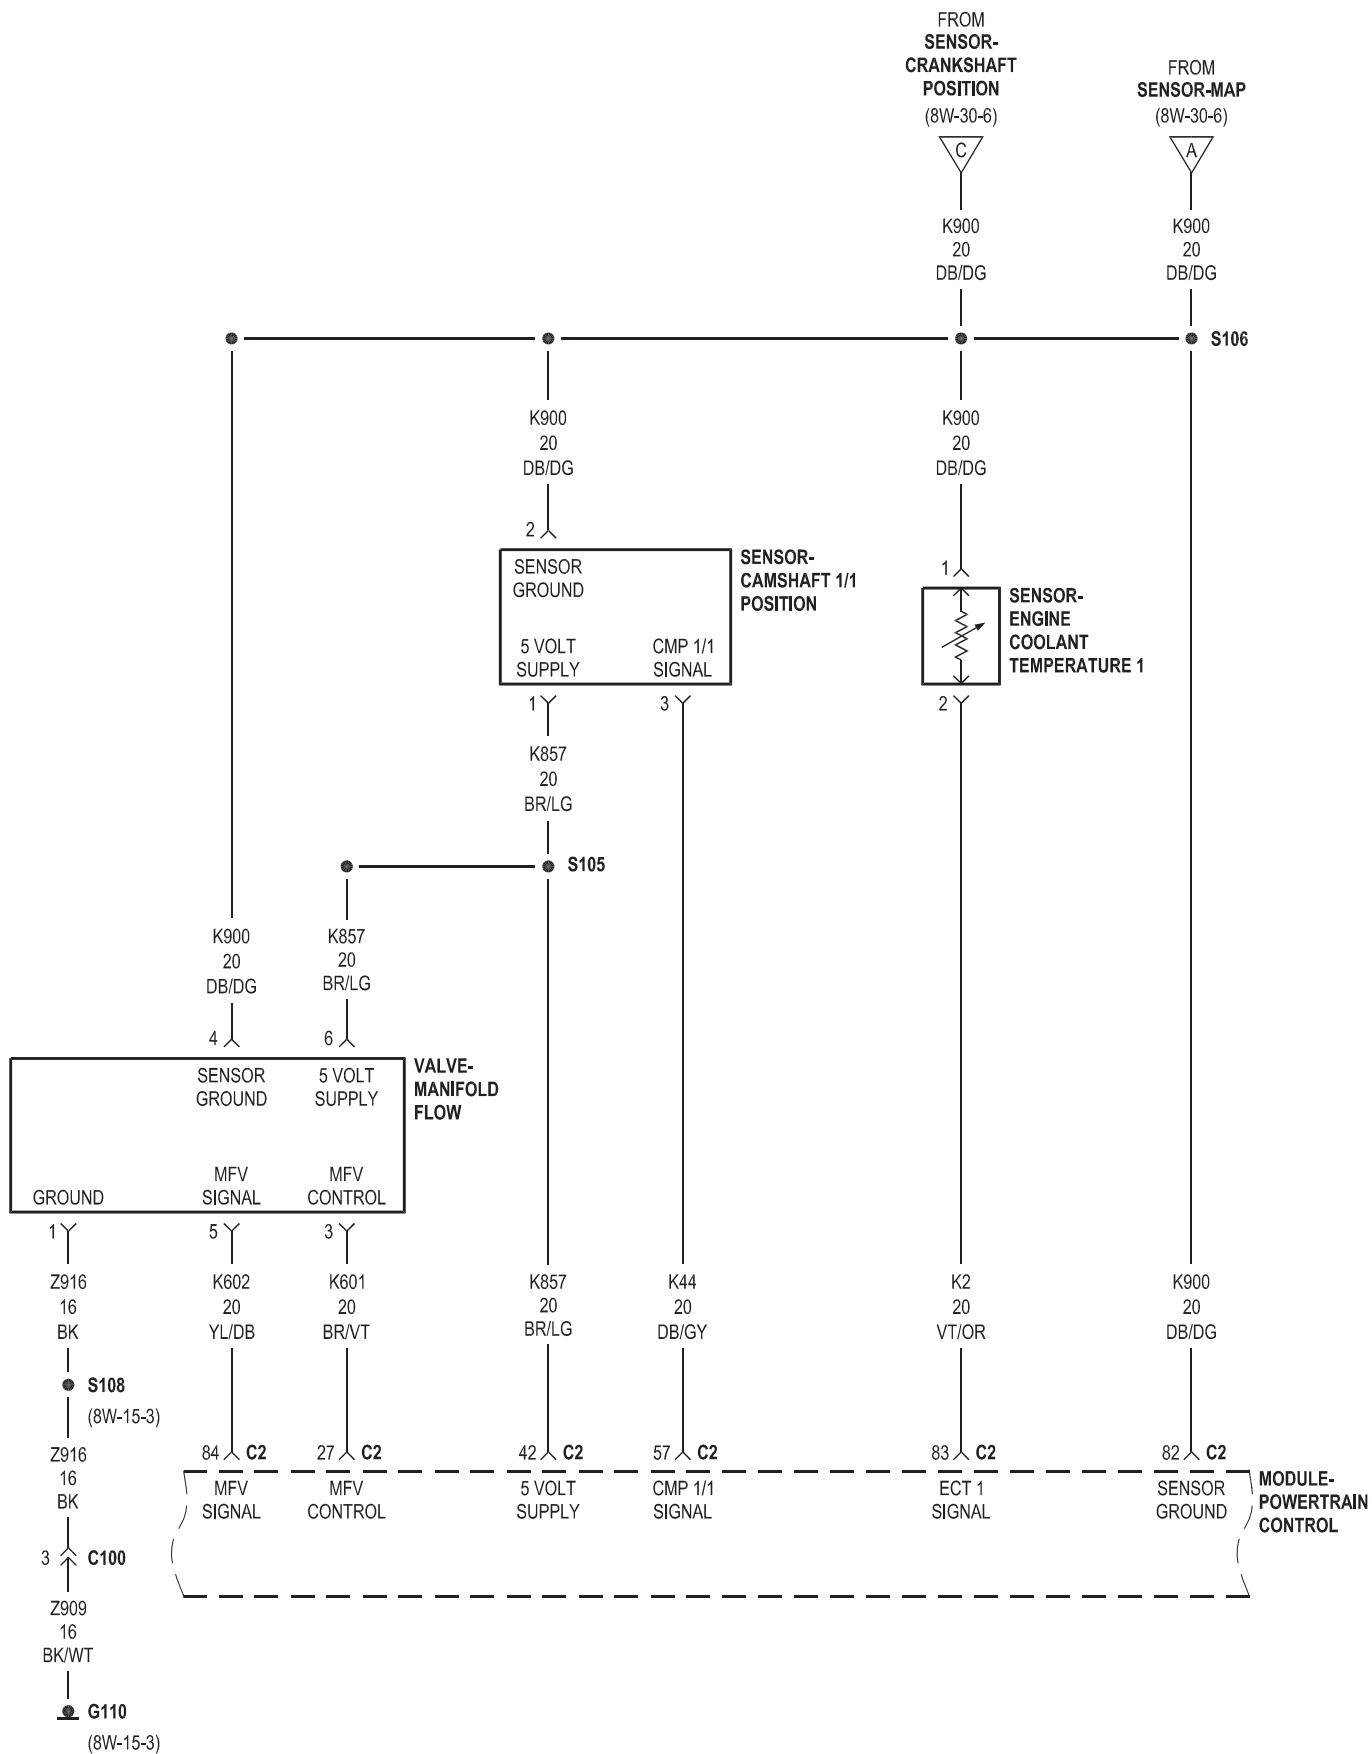 FROM
SENSOR-
CRANKSHAFT
POSITION
(8W-30-6)
C
FROM
SENSOR-MAP
(8W-30-6)
A
K900
20
DB/DG
K900
20
DB/DG
S106
K900
20
DB/DG
K900
20
DB/DG
2
SENSOR
GROUND
5 VOLT
SUPPLY
CMP 1/1
SIGNAL
SENSOR-
CAMSHAFT 1/1
POSITION
1
3
1
SENSOR-
ENGINE
COOLANT
TEMPERATURE 1
2
K857
20
BR/LG
S105
K900
20
DB/DG
K857
20
BR/LG
4
6
SENSOR
GROUND
5 VOLT
SUPPLY
VALVE-
MANIFOLD
FLOW
GROUND
MFV
SIGNAL
MFV
CONTROL
1
5
3
Z916
16
BK
K602
20
YL/DB
K601
20
BR/VT
K857
20
BR/LG
K44
20
DB/GY
K2
20
VT/OR
K900
20
DB/DG
S108
(8W-15-3)
Z916
16
BK
3
C100
Z909
16
BK/WT
G110
(8W-15-3)
84 C2
27 C2
42 C2
57 C2
83 C2
82 C2
MFV
SIGNAL
MFV
CONTROL
5 VOLT
SUPPLY
CMP 1/1
SIGNAL
ECT 1
SIGNAL
SENSOR
GROUND
MODULE-
POWERTRAIN
CONTROL